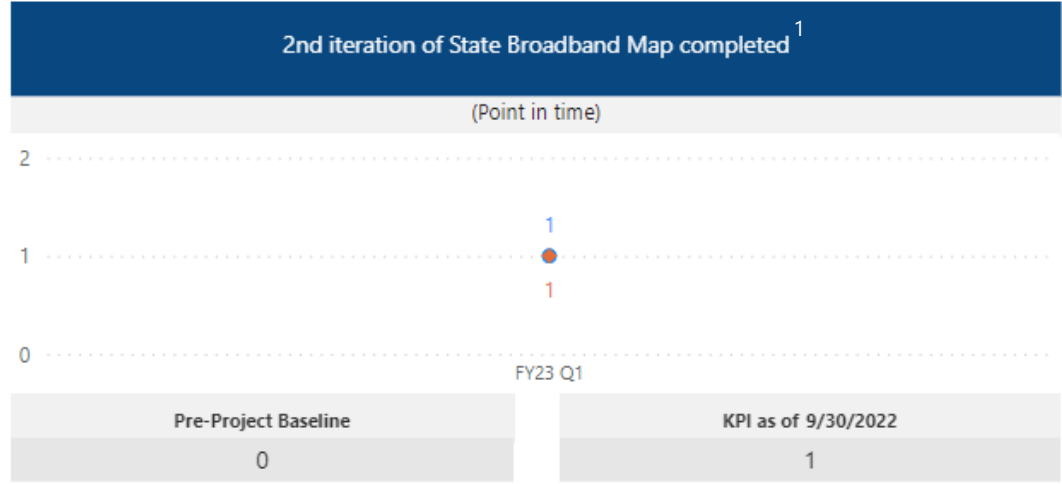 2nd iteration of State Broadband Map completed 1
(Point in time)
2
1
1
1
0
FY23 Q1
Pre-Project Baseline KPI as of 9/30/2022
0 1